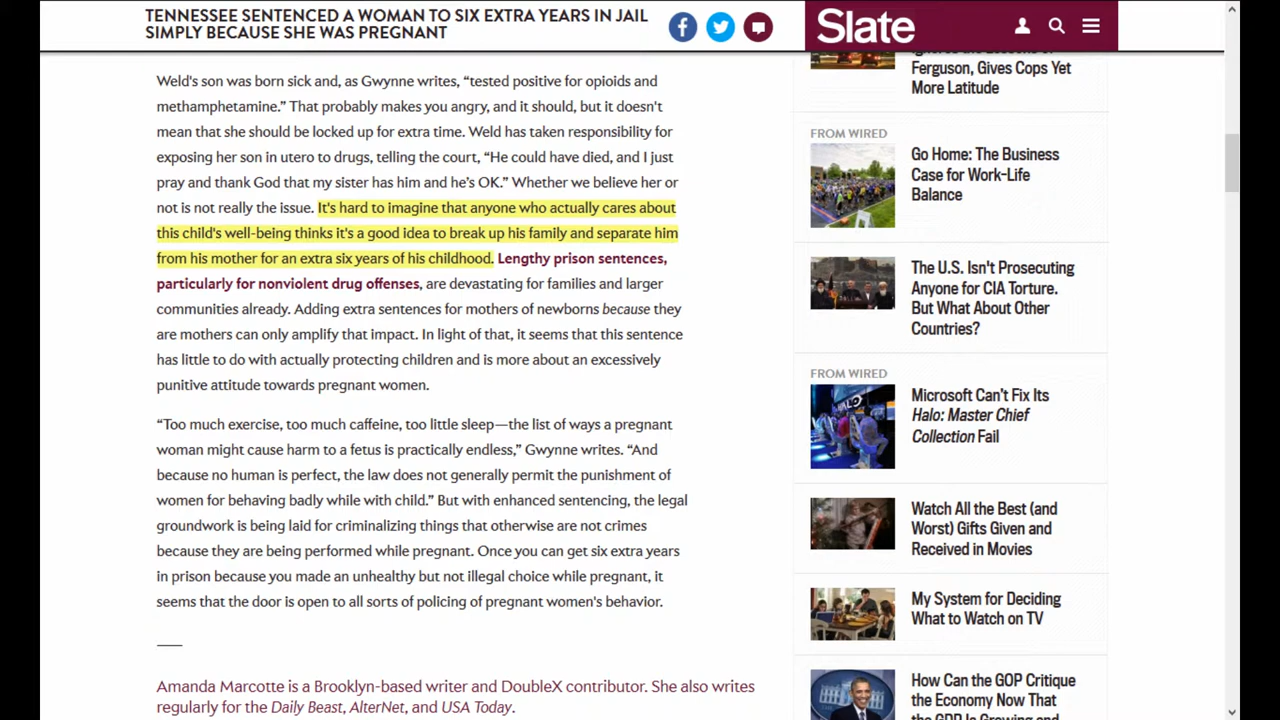 TENNESSEE SENTENCED A WOMAN TO SIX EXTRA YEARS IN JAIL
SIMPLY BECAUSE SHE WAS PREGNANT
Slate
Weld's son was born sick and, as Gwynne writes, “tested positive for opioids and
methamphetamine.” That probably makes you angry, and it should, but it doesn't
mean that she should be locked up for extra time. Weld has taken responsibility for
exposing her son in utero to drugs, telling the court, “He could have died, and I just
pray and thank God that my sister has him and he’s OK.” Whether we believe her or
not is not really the issue. It's hard to imagine that anyone who actually cares about
this child's well-being thinks it's a good idea to break up his family and separate him
from his mother for an extra six years of his childhood. Lengthy prison sentences,
particularly for nonviolent drug offenses, are devastating for families and larger
communities already. Adding extra sentences for mothers of newborns because they
are mothers can only amplify that impact. In light of that, it seems that this sentence
has little to do with actually protecting children and is more about an excessively
punitive attitude towards pregnant women.
“Too much exercise, too much caffeine, too little sleep—the list of ways a pregnant
woman might cause harm to a fetus is practically endless,” Gwynne writes. “And
because no human is perfect, the law does not generally permit the punishment of
women for behaving badly while with child.” But with enhanced sentencing, the legal
groundwork is being laid for criminalizing things that otherwise are not crimes
because they are being performed while pregnant. Once you can get six extra years
in prison because you made an unhealthy but not illegal choice while pregnant, it
seems that the door is open to all sorts of policing of pregnant women's behavior.
Amanda Marcotte is a Brooklyn-based writer and DoubleX contributor. She also writes
regularly for the Daily Beast, AlterNet, and USA Today.
Ignores the Lessons of
Ferguson, Gives Cops Yet
More Latitude
FROM WIRED
Go Home: The Business
Case for Work-Life
Balance
The U.S. Isn't Prosecuting
Anyone for CIA Torture.
But What About Other
Countries?
FROM WIRED
Microsoft Can’t Fix Its
Halo: Master Chief
Collection Fail
Watch All the Best (and
Worst) Gifts Given and
Received in Movies
My System for Deciding
What to Watch on TV
How Can the GOP Critique
the Economy Now That
the GDP Is Growing and